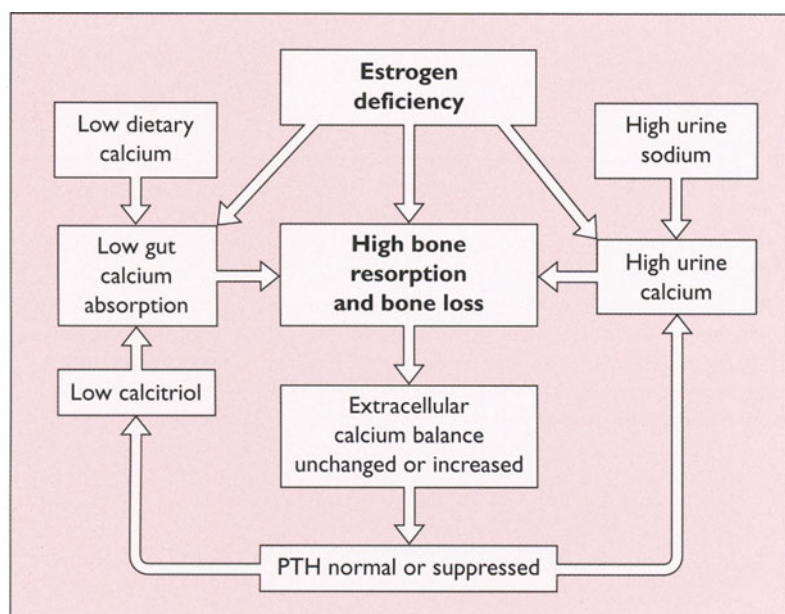 Estrogen
deficiency
Low dietary
calcium
High urine
sodium
Low gut
calcium
absorption
High bone
resorption
and bone loss
High urine
calcium
Low calcitriol
Extracellular
calcium balance
unchanged or increased
PTH normal or suppressed